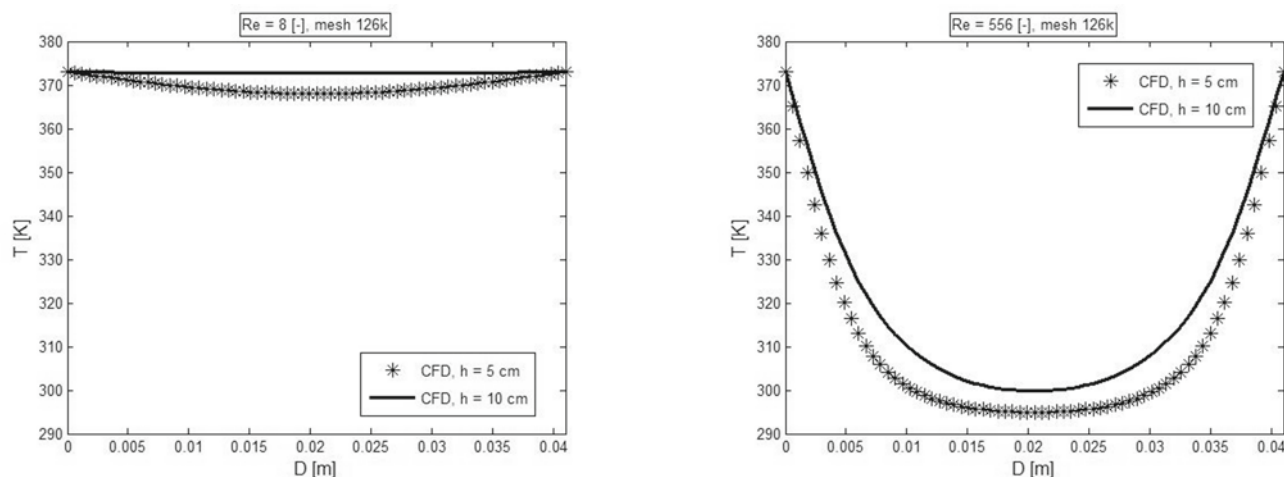 Re = 8 [-], mesh 126k
380
370
360
350
340
330
320
310
300
290
T [K]
CFD, h = 5 cm
CFD, h = 10 cm
0 0.005 0.01 0.015 0.02 0.025 0.03 0.035 0.04
D [m]
Re = 556 [-], mesh 126k
380
370
360
350
340
330
320
310
300
290
T [K]
CFD, h = 5 cm
CFD, h = 10 cm
0 0.005 0.01 0.015 0.02 0.025 0.03 0.035 0.04
D [m]